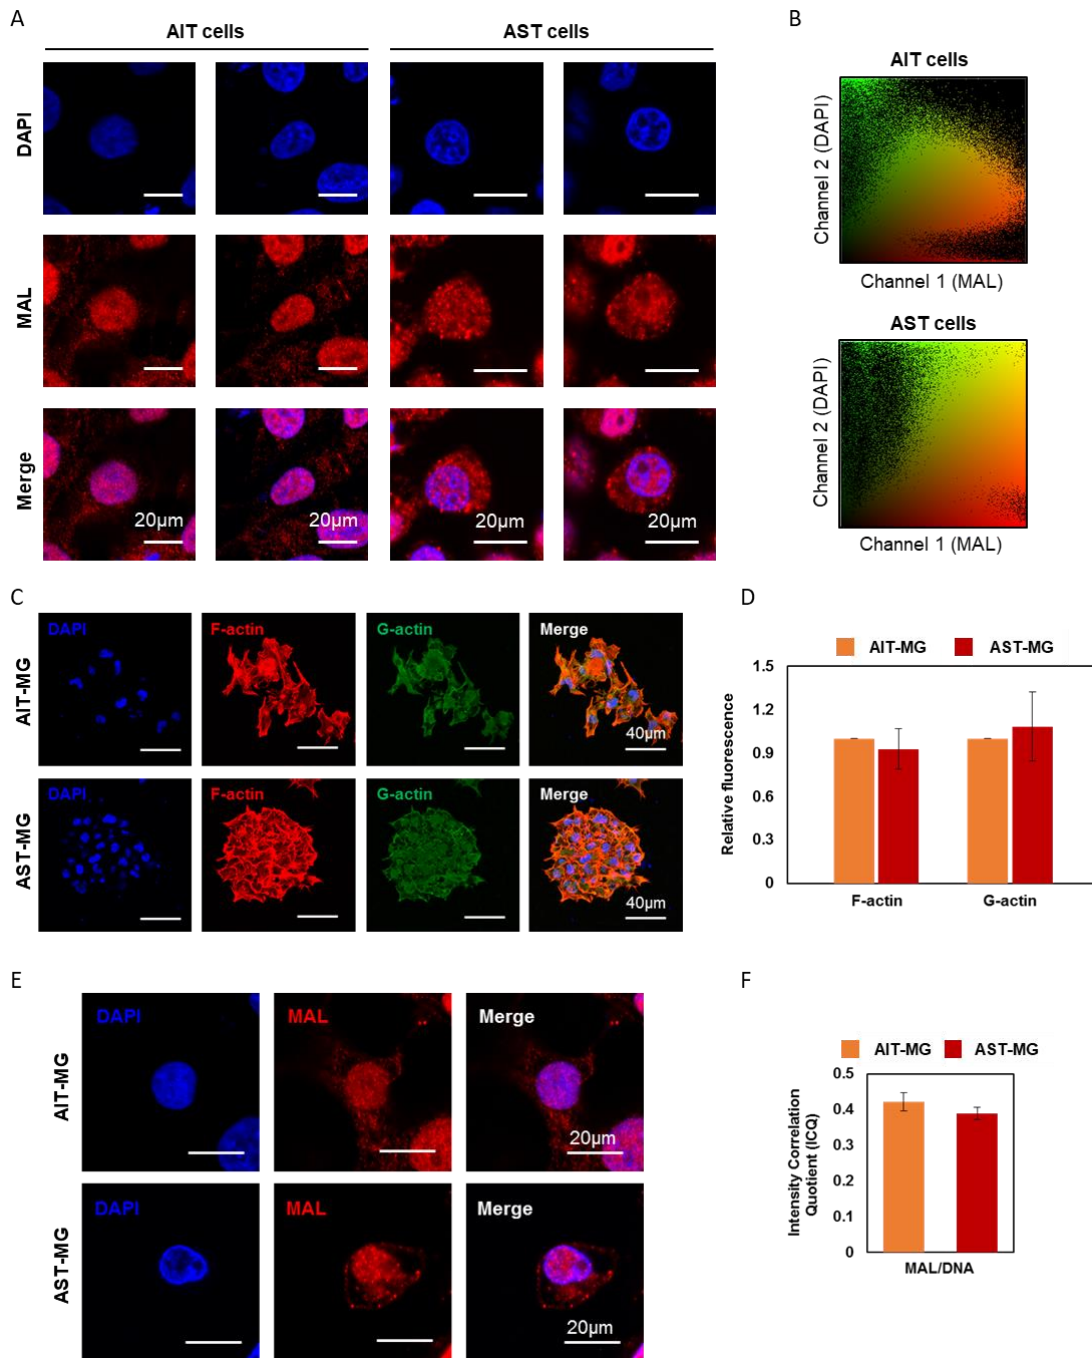 A
AIT cells
AST cells
DAPI
MAL
Merge
20µm
20µm
20µm
20µm
B
AIT cells
Channel 2 (DAPI)
Channel 1 (MAL)
AST cells
Channel 2 (DAPI)
Channel 1 (MAL)
C
AIT-MG
DAPI
F-actin
G-actin
Merge
40µm
AST-MG
DAPI
F-actin
G-actin
Merge
40µm
D
AIT-MG
AST-MG
Relative fluorescence
1.5
1.2
0.9
0.6
0.3
0
F-actin
G-actin
E
AIT-MG
DAPI
MAL
Merge
20µm
AST-MG
DAPI
MAL
Merge
20µm
F
AIT-MG
AST-MG
Intensity Correlation
Quotient (ICQ)
0.5
0.4
0.3
0.2
0.1
0
MAL/DNA